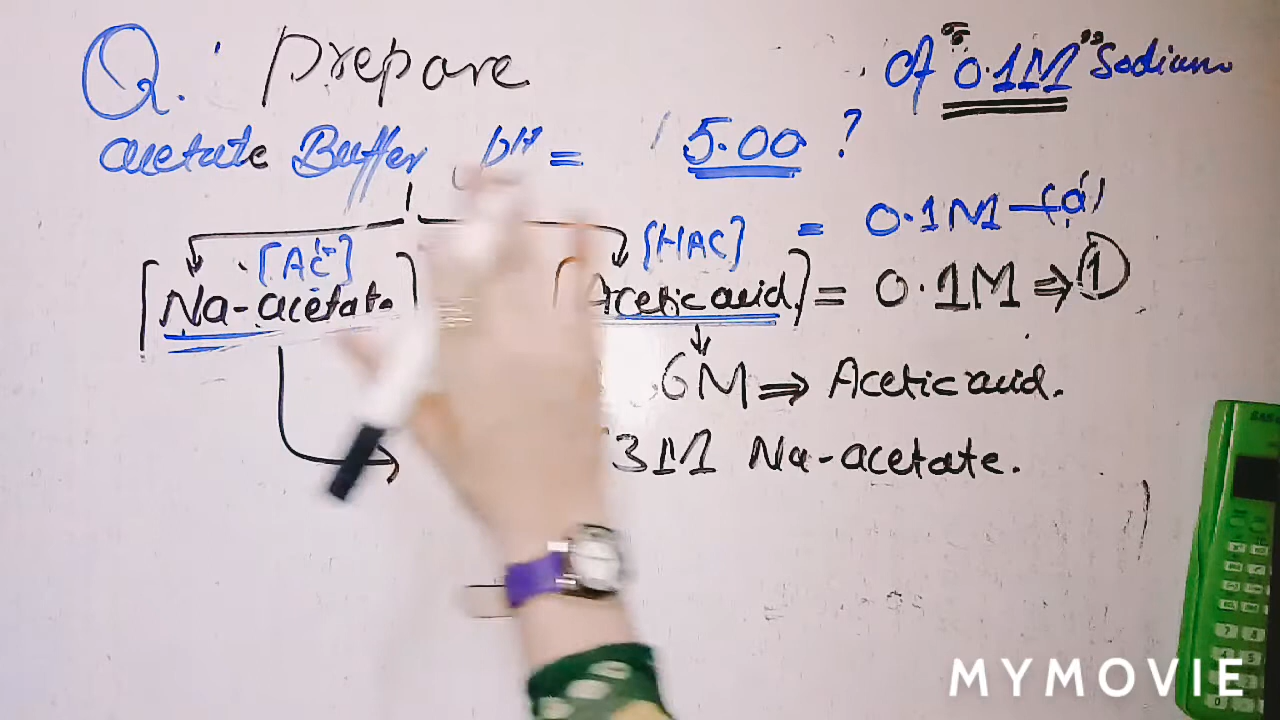 Q. Prepare of "0.1M" Sodium
acetate Buffer pH = 5.00 ?
[Ac-] [HAC] = 0.1M (a)
[Na-acetate] [Acetic acid] = 0.1M ⇒ 1
6M ⇒ Acetic acid.
3M Na-acetate.
MYMOVIE